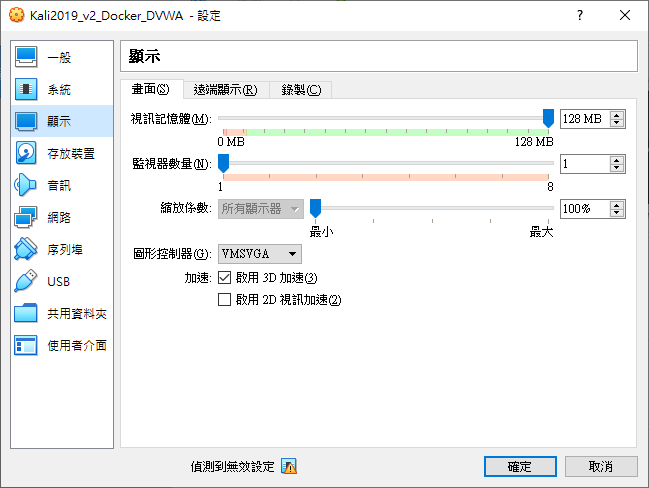 Kali2019_v2_Docker_DVWA - 設定
?
一般
系統
顯示
存放裝置
音訊
網路
序列埠
USB
共用資料夾
使用者介面
顯示
畫面(S) 遠端顯示(R) 錄製(C)
視訊記憶體(M): 128 MB
0 MB 128 MB
監視器數量(N): 1
1 8
縮放係數: 所有顯示器 100%
最小 最大
圖形控制器(G): VMSVGA
加速: 啟用 3D 加速(3)
啟用 2D 視訊加速(2)
偵測到無效設定 確定 取消